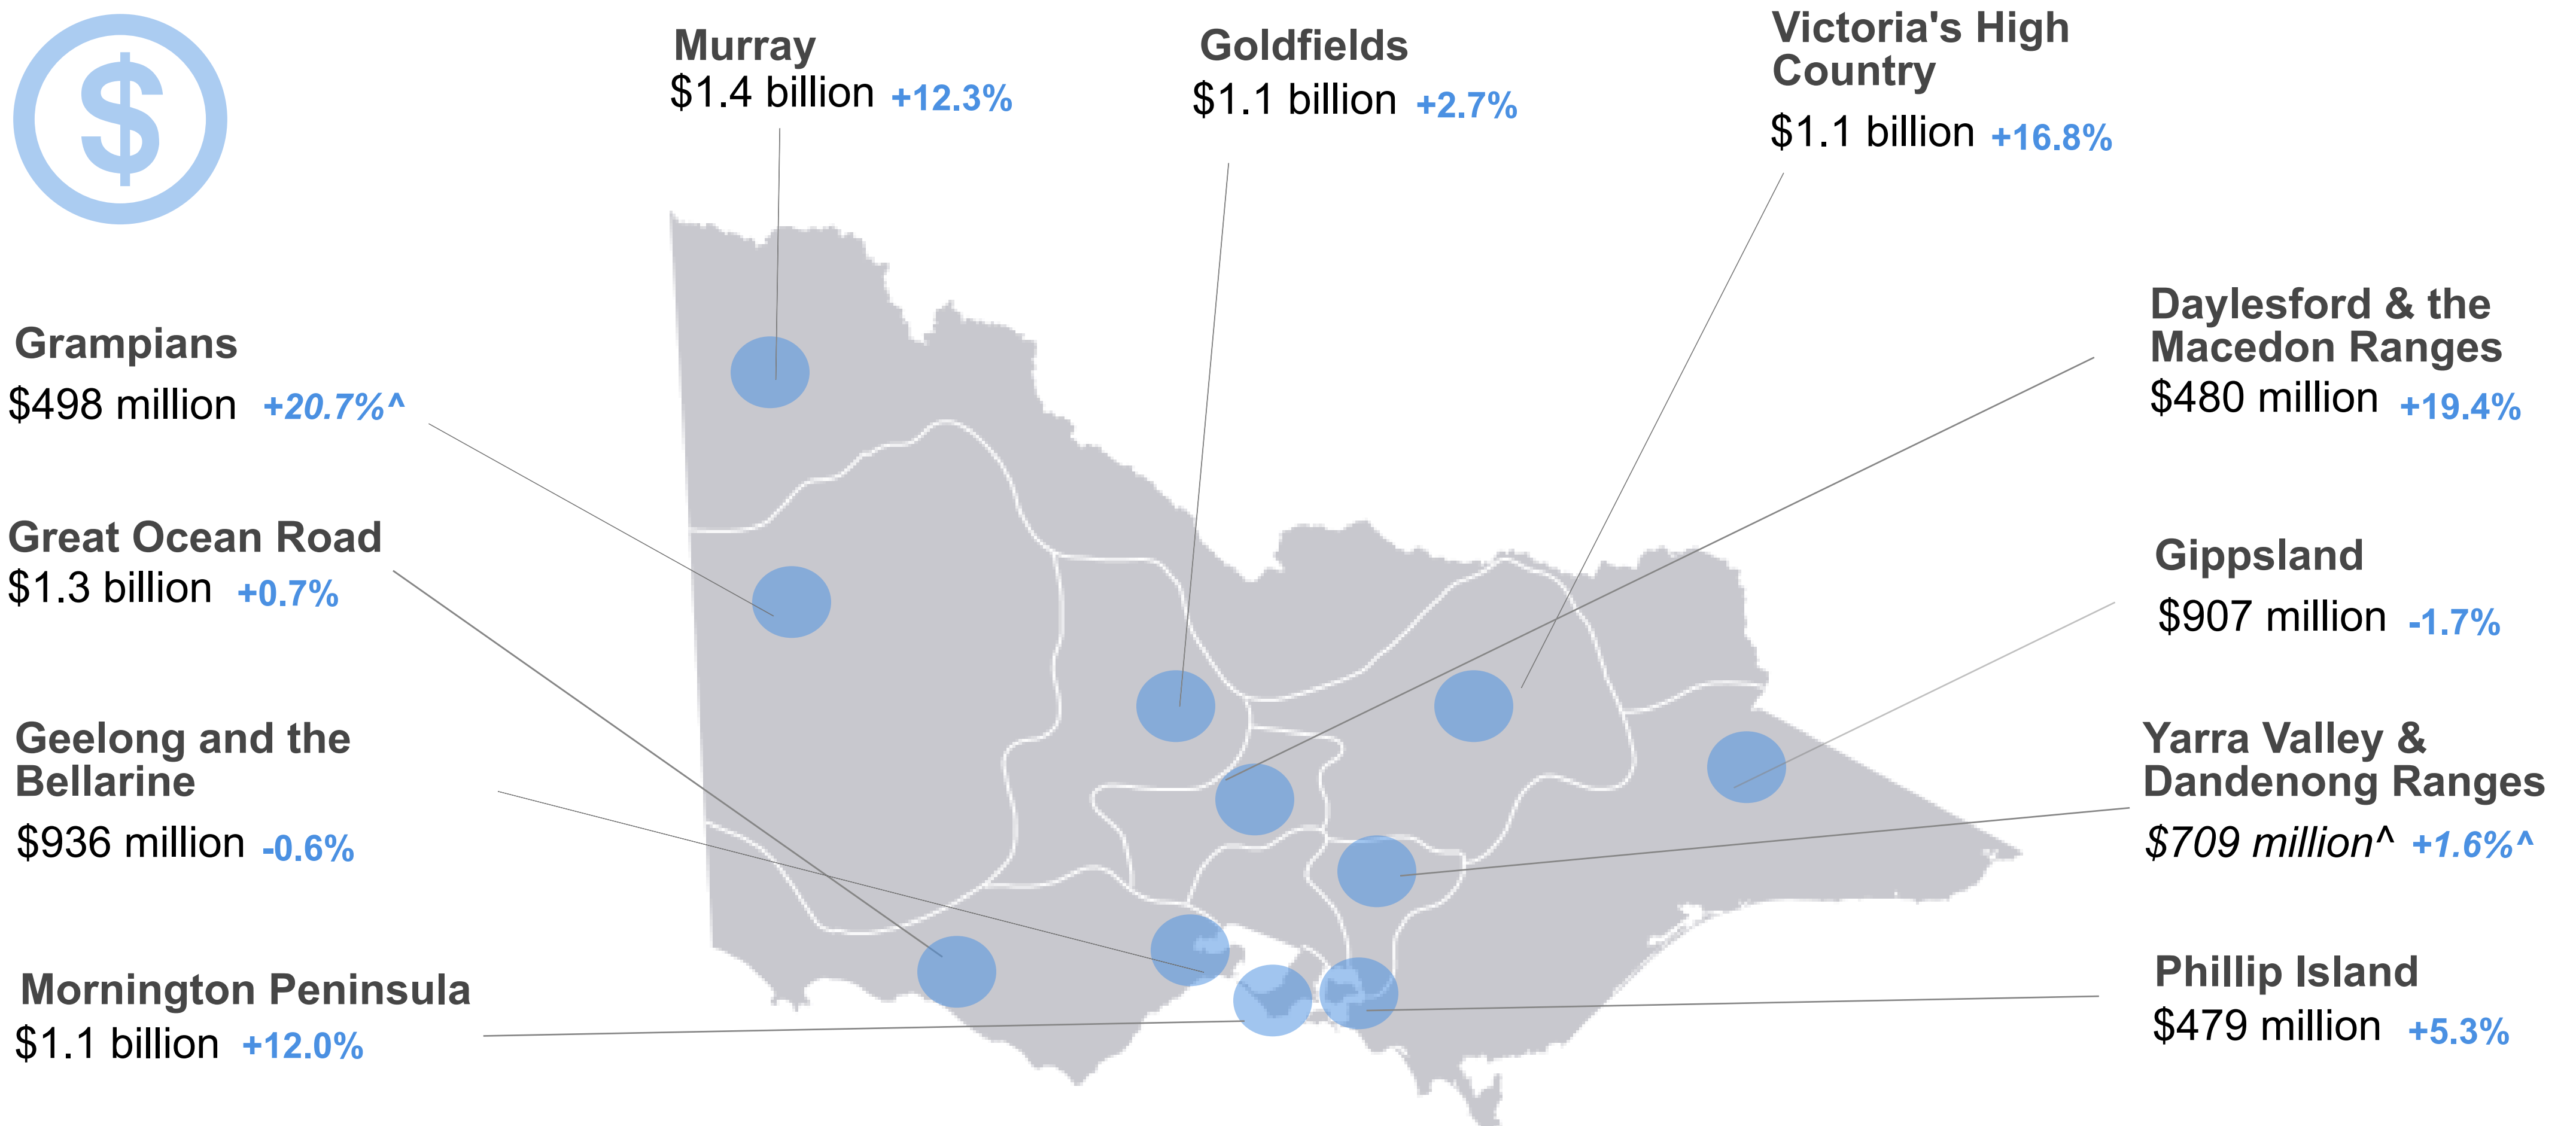 $
Murray
$1.4 billion +12.3%
Goldfields
$1.1 billion +2.7%
Victoria's High
Country
$1.1 billion +16.8%
Grampians
$498 million +20.7%^
Great Ocean Road
$1.3 billion +0.7%
Geelong and the
Bellarine
$936 million -0.6%
Mornington Peninsula
$1.1 billion +12.0%
Daylesford & the
Macedon Ranges
$480 million +19.4%
Gippsland
$907 million -1.7%
Yarra Valley &
Dandenong Ranges
$709 million^ +1.6%^
Phillip Island
$479 million +5.3%